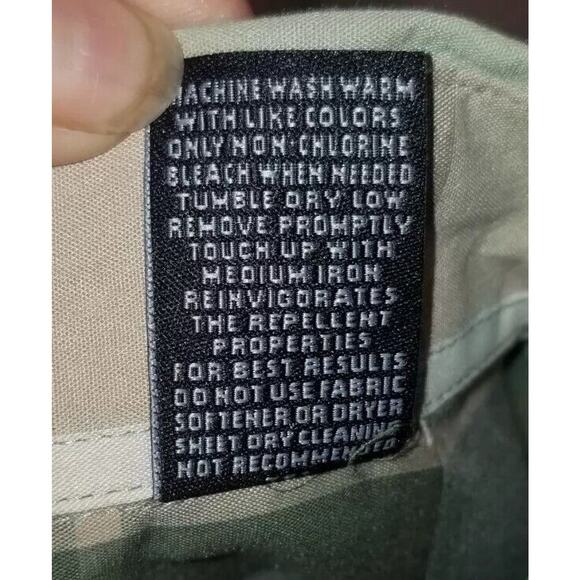 MACHINE WASH WARM
WITH LIKE COLORS
ONLY NON-CHLORINE
BLEACH WHEN NEEDED
TUMBLE DRY LOW
REMOVE PROMPTLY
TOUCH UP WITH
MEDIUM IRON
REINVIGORATES
THE REPELLENT
PROPERTIES
FOR BEST RESULTS
DO NOT USE FABRIC
SOFTENER OR DRYER
SHEET DRY CLEANING
NOT RECOMMENDED